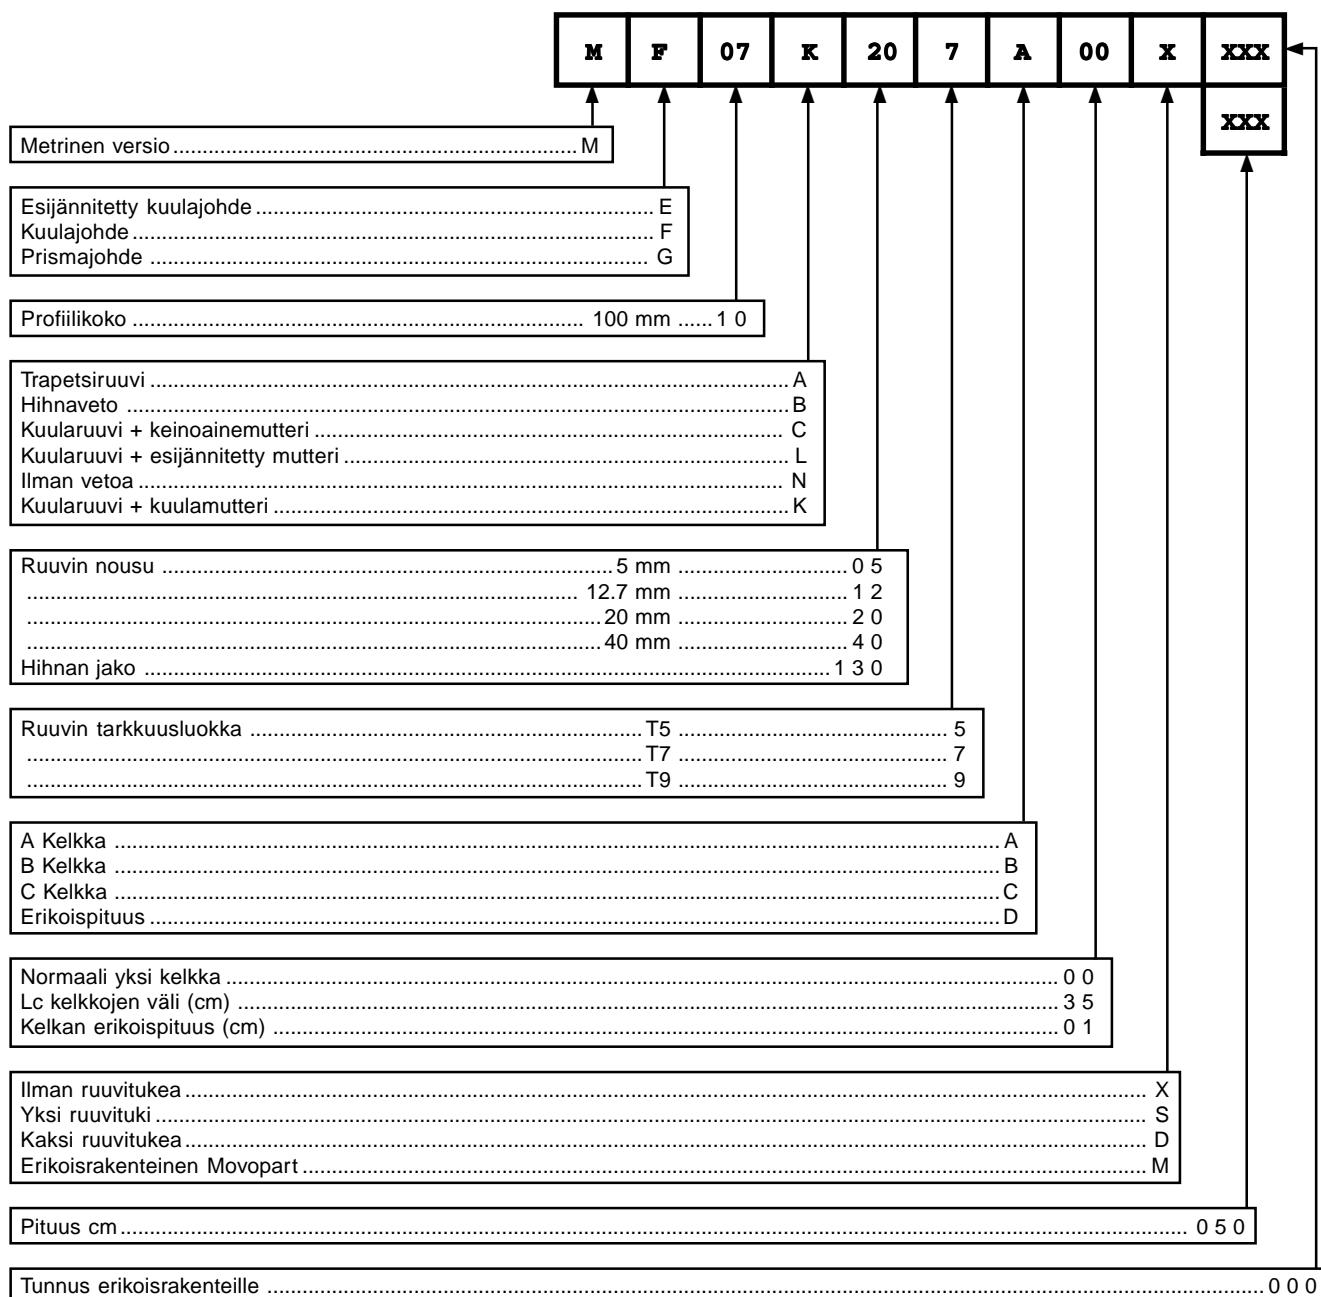 M F 07 K 20 7 A 00 X XXX
XXX
Metrinen versio ........ M
Esijännitetty kuulajohde ........ E
Kuulajohde ........ F
Prismajohde ........ G
Profiilikoko ........ 100 mm ...... 1 0
Trapetsiruuvi ........ A
Hihnaveto ........ B
Kuularuuvi + keinoainemutteri ........ C
Kuularuuvi + esijännitetty mutteri ........ L
Ilman vetoa ........ N
Kuularuuvi + kuulamutteri ........ K
Ruuvin nousu ........ 5 mm ........ 0 5
........ 12.7 mm ........ 1 2
........ 20 mm ........ 2 0
........ 40 mm ........ 4 0
Hihnan jako ........ 1 3 0
Ruuvin tarkkuusluokka ........ T5 ........ 5
........ T7 ........ 7
........ T9 ........ 9
A Kelkka ........ A
B Kelkka ........ B
C Kelkka ........ C
Erikoispituus ........ D
Normaali yksi kelkka ........ 0 0
Lc kelkkojen väli (cm) ........ 3 5
Kelkan erikoispituus (cm) ........ 0 1
Ilman ruuvitukea ........ X
Yksi ruuvituki ........ S
Kaksi ruuvitukea ........ D
Erikoisrakenteinen Movopart ........ M
Pituus cm ........ 0 5 0
Tunnus erikoisrakenteille ........ 0 0 0